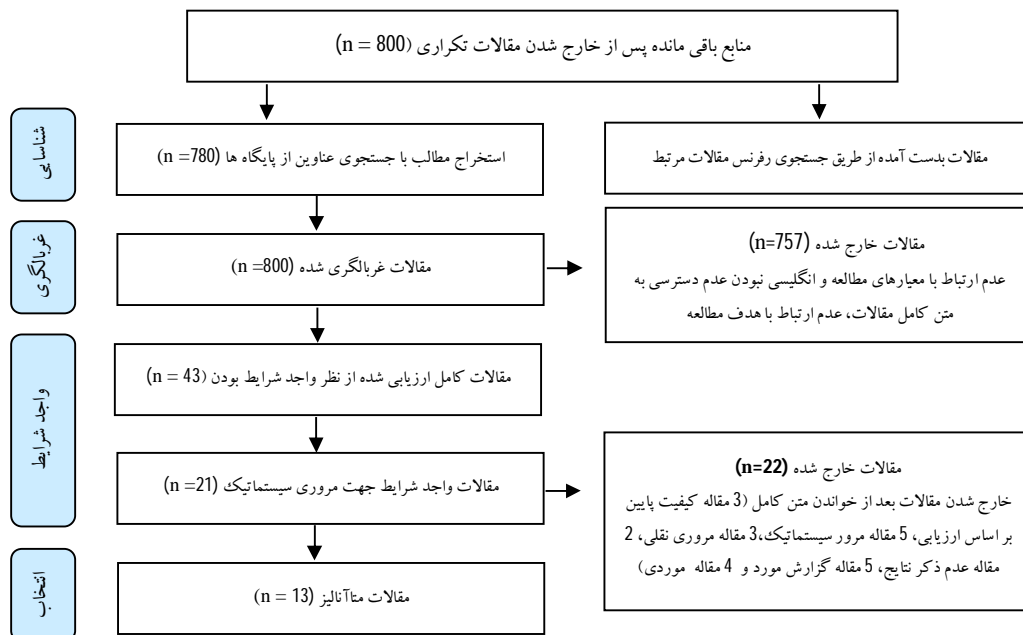 منابع باقی مانده پس از خارج شدن مقالات تکراری (n = 800)
شناسایی
استخراج مطالب با جستجوی عناوین از پایگاه ها (n =780)
مقالات بدست آمده از طریق جستجوی رفرنس مقالات مرتبط
غربالگری
مقالات غربالگری شده (n =800)
مقالات خارج شده (n=757)
عدم ارتباط با معیارهای مطالعه و انگلیسی نبودن عدم دسترسی به
متن کامل مقالات، عدم ارتباط با هدف مطالعه
واجد شرایط
مقالات کامل ارزیابی شده از نظر واجد شرایط بودن (n = 43)
مقالات واجد شرایط جهت مروری سیستماتیک (n =21)
مقالات خارج شده (n=22)
خارج شدن مقالات بعد از خواندن متن کامل (3 مقاله کیفیت پایین
بر اساس ارزیابی، 5 مقاله مرور سیستماتیک،3 مقاله مروری نقلی، 2
مقاله عدم ذکر نتایج، 5 مقاله گزارش مورد و 4 مقاله موردی)
انتخاب
مقالات متاآنالیز (n = 13)